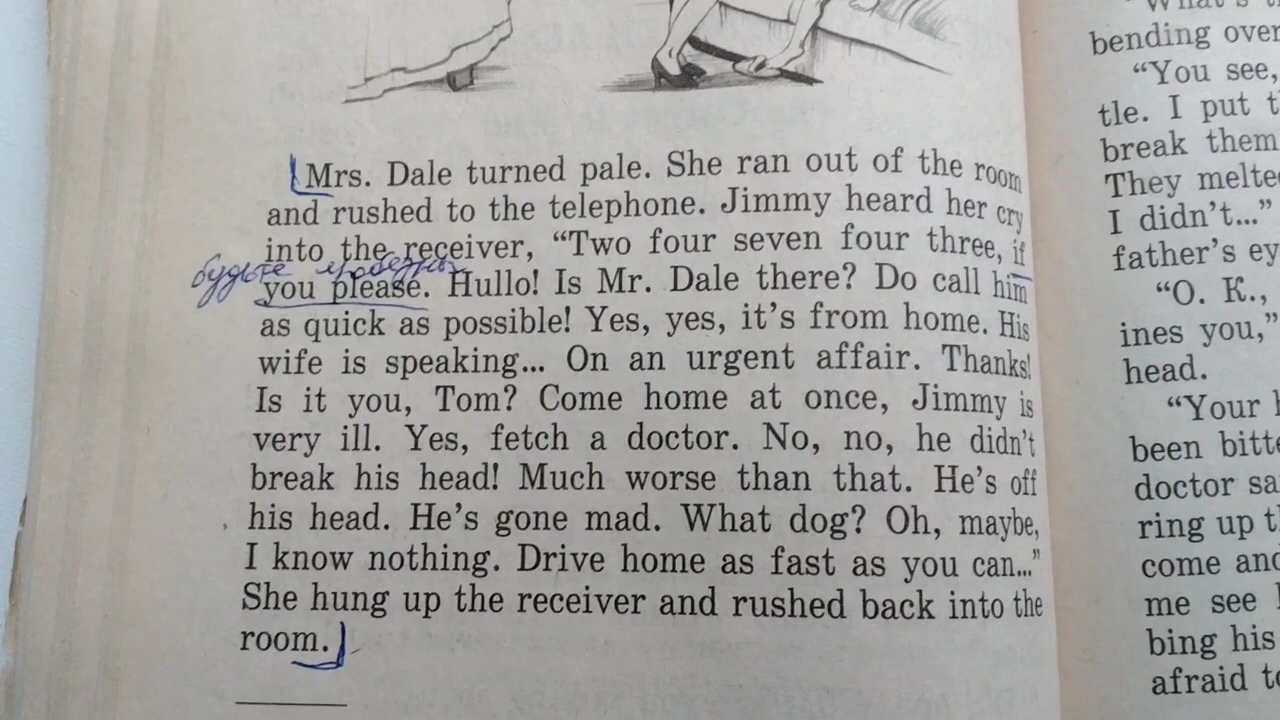 Mrs. Dale turned pale. She ran out of the room
and rushed to the telephone. Jimmy heard her cry
into the receiver, “Two four seven four three, if
будьте
you please. Hullo! Is Mr. Dale there? Do call him
as quick as possible! Yes, yes, it’s from home. His
wife is speaking... On an urgent affair. Thanks!
Is it you, Tom? Come home at once, Jimmy is
very ill. Yes, fetch a doctor. No, no, he didn’t
break his head! Much worse than that. He’s off
his head. He’s gone mad. What dog? Oh, maybe,
I know nothing. Drive home as fast as you can...”
She hung up the receiver and rushed back into the
room.
bending over
“You see,
tle. I put
break them
They melte
I didn’t...”
father’s ey
“O. K.,
ines you,”
head.
“Your
been bitte
doctor sa
ring up
come and
me see
bing his
afraid to